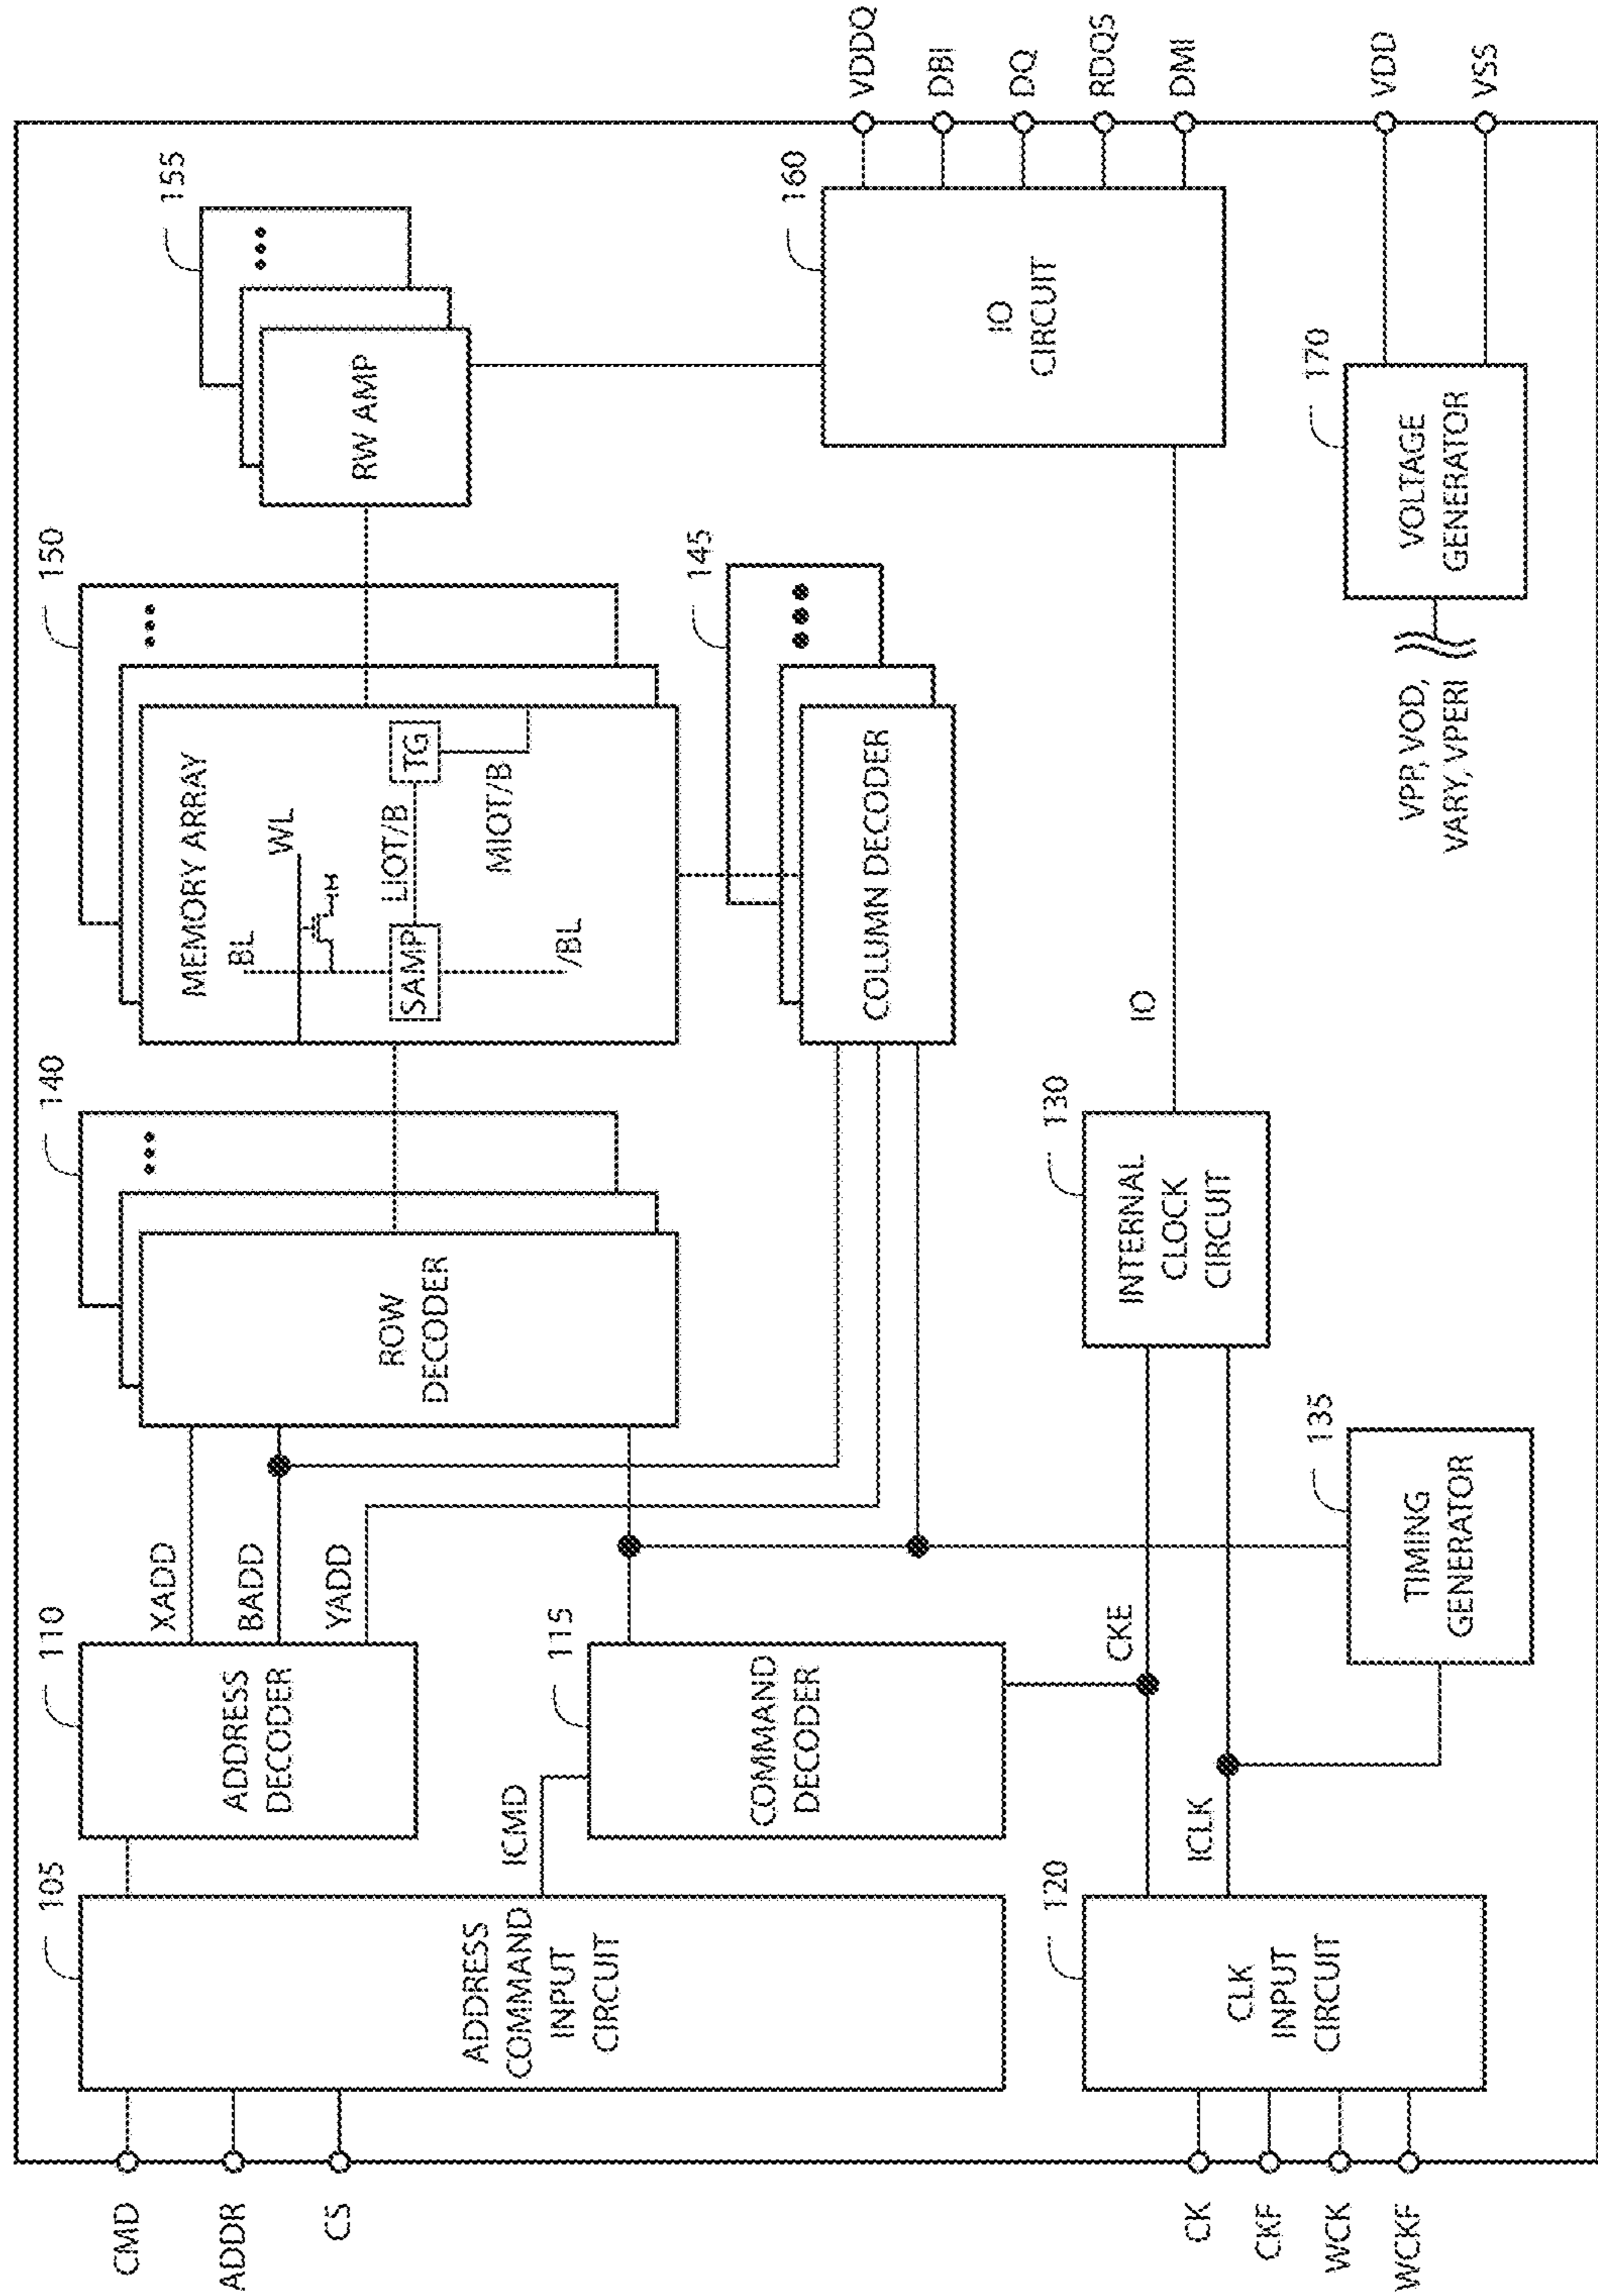 CMD
ADDR
CS
CK
CKF
WCK
WCKF
105
ADDRESS
COMMAND
INPUT
CIRCUIT
110
ADDRESS
DECODER
XADD
BADD
YADD
ICMD
115
COMMAND
DECODER
120
CLK
INPUT
CIRCUIT
CKE
ICLK
135
TIMING
GENERATOR
130
INTERNAL
CLOCK
CIRCUIT
IO
140
ROW
DECODER
150
MEMORY ARRAY
BL
WL
SAMP
LIOT/B
TG
MIOT/B
/BL
145
COLUMN DECODER
155
RW AMP
160
IO
CIRCUIT
170
VOLTAGE
GENERATOR
VPP, VOD,
VARY, VPERI
VDDQ
DBI
DQ
RDQS
DMI
VDD
VSS